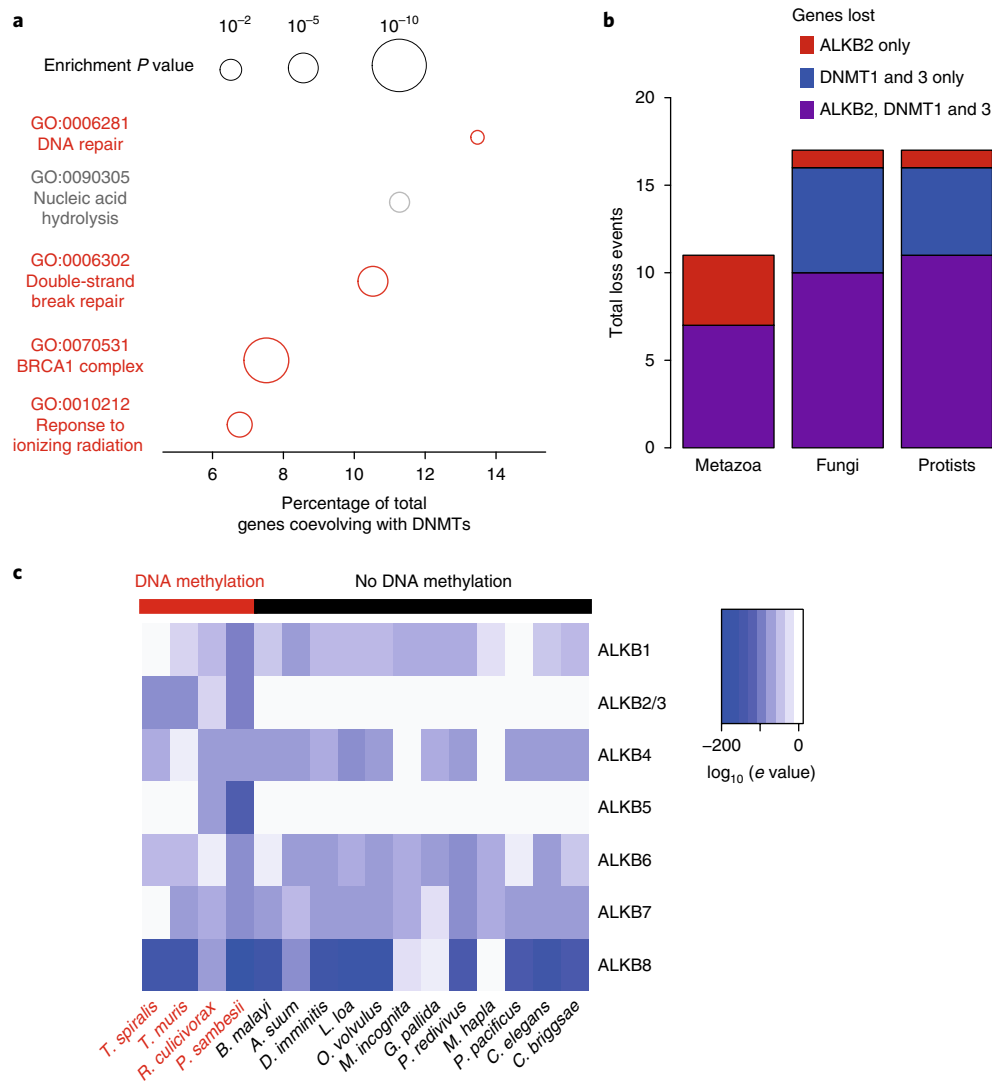 a
10⁻² 10⁻⁵ 10⁻¹⁰
Enrichment P value
GO:0006281
DNA repair
GO:0090305
Nucleic acid
hydrolysis
GO:0006302
Double-strand
break repair
GO:0070531
BRCA1 complex
GO:0010212
Reponse to
ionizing radiation
6 8 10 12 14
Percentage of total
genes coevolving with DNMTs
b
Genes lost
ALKB2 only
DNMT1 and 3 only
ALKB2, DNMT1 and 3
Total loss events
20
15
10
5
0
Metazoa Fungi Protists
c
DNA methylation No DNA methylation
ALKB1
ALKB2/3
ALKB4
ALKB5
ALKB6
ALKB7
ALKB8
T. spiralis
T. muris
R. culicivorax
P. sambesii
B. malayi
A. suum
D. imminitis
L. loa
O. volvulus
M. incognita
G. pallida
P. redivivus
M. hapla
P. pacificus
C. elegans
C. briggsae
−200 0
log₁₀ (e value)